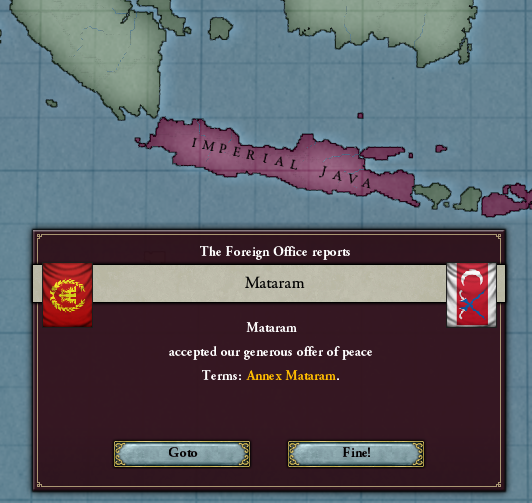 IMPERIAL JAVA
The Foreign Office reports
Mataram
Mataram
accepted our generous offer of peace
Terms: Annex Mataram.
Goto
Fine!